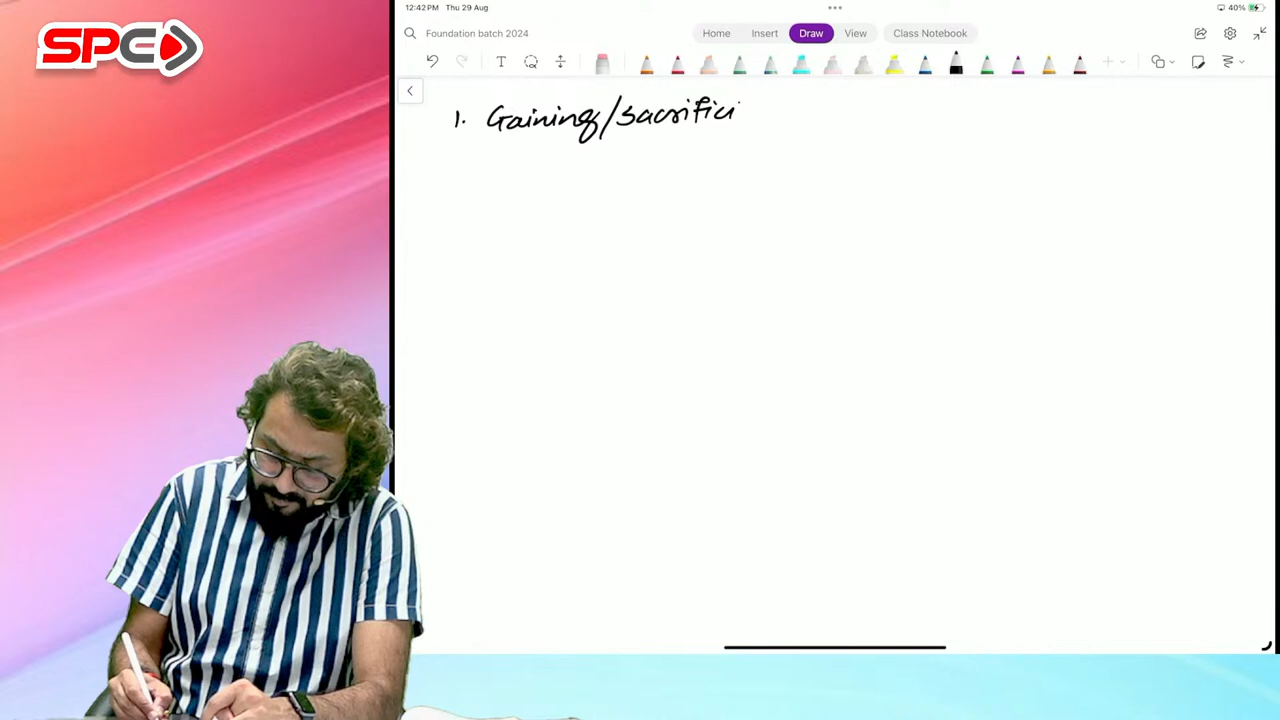 SPE
12:42 PM Thu 29 Aug
40%
Foundation batch 2024
Home Insert Draw View Class Notebook
T
1. Gaining/sacrifici